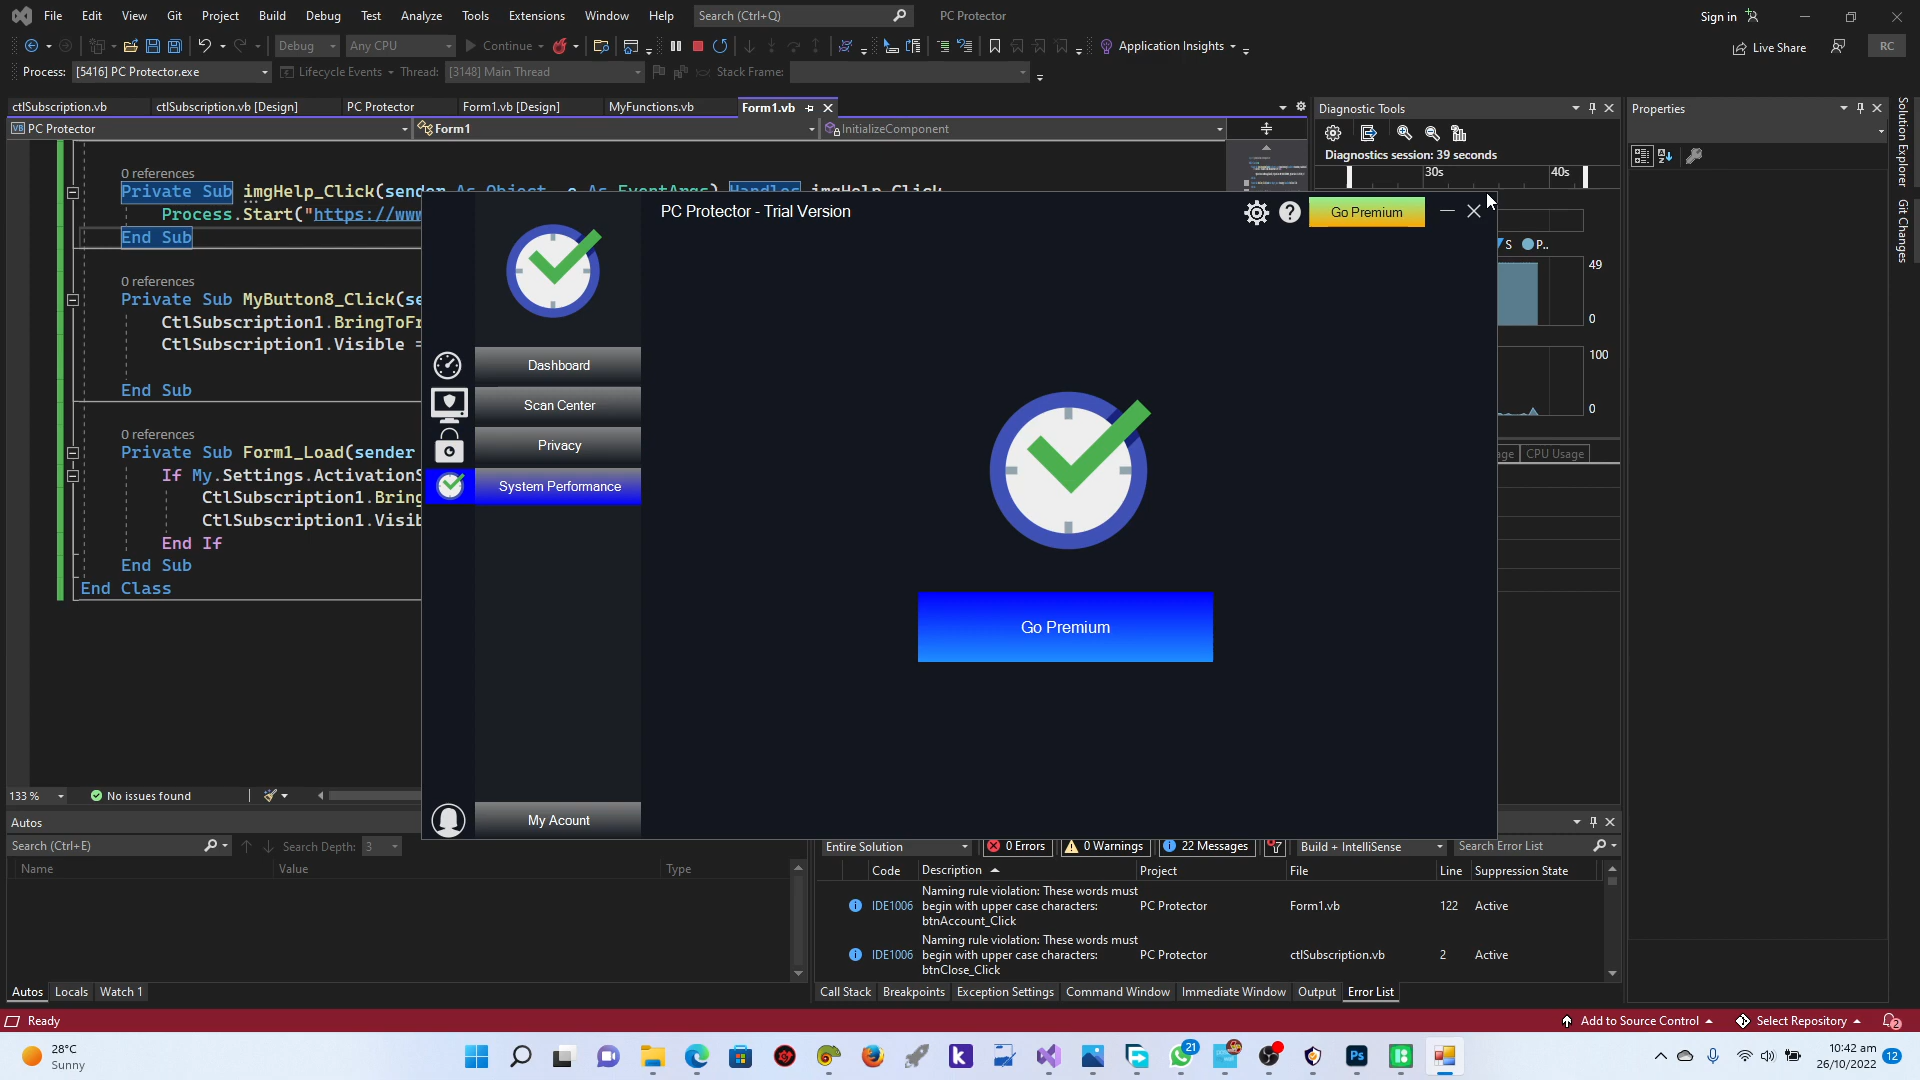 File Edit View Git Project Build Debug Test Analyze Tools Extensions Window Help Search (Ctrl+Q) PC Protector Sign in
Debug Any CPU Continue Application Insights Live Share RC
Process: [5416] PC Protector.exe Lifecycle Events Thread: [3148] Main Thread Stack Frame:
ctlSubscription.vb ctlSubscription.vb [Design] PC Protector Form1.vb [Design] MyFunctions.vb Form1.vb
PC Protector Form1 InitializeComponent
0 references
Private Sub imgHelp_Click(sender As Object, e As EventArgs) Handles imgHelp.Click
Process.Start("https://www
End Sub
0 references
Private Sub MyButton8_Click(se
CtlSubscription1.BringToFr
CtlSubscription1.Visible =
End Sub
0 references
Private Sub Form1_Load(sender
If My.Settings.ActivationS
CtlSubscription1.Bring
CtlSubscription1.Visib
End If
End Sub
End Class
133 % No issues found
PC Protector - Trial Version Go Premium
Dashboard
Scan Center
Privacy
System Performance
Go Premium
My Acount
Diagnostic Tools
Diagnostics session: 39 seconds
30s 40s
S P..
49
0
100
0
age CPU Usage
Properties
Solution Explorer
Git Changes
Autos
Search (Ctrl+E) Search Depth: 3
Name Value Type
Autos Locals Watch 1
Entire Solution 0 Errors 0 Warnings 22 Messages Build + IntelliSense Search Error List
Code Description Project File Line Suppression State
IDE1006 Naming rule violation: These words must begin with upper case characters: btnAccount_Click PC Protector Form1.vb 122 Active
IDE1006 Naming rule violation: These words must begin with upper case characters: btnClose_Click PC Protector ctlSubscription.vb 2 Active
Call Stack Breakpoints Exception Settings Command Window Immediate Window Output Error List
Ready Add to Source Control Select Repository 2
28°C
Sunny
21
10:42 am
26/10/2022
12